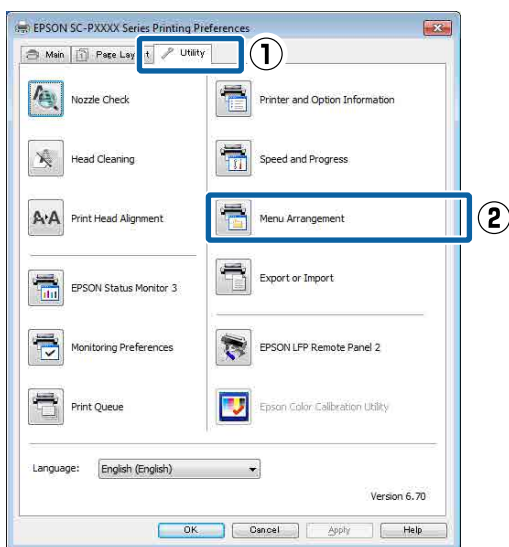 EPSON SC-PXXXX Series Printing Preferences
Main Page Lay t Utility ①
Nozzle Check
Printer and Option Information
Head Cleaning
Speed and Progress
A·A Print Head Alignment
Menu Arrangement ②
EPSON Status Monitor 3
Export or Import
Monitoring Preferences
EPSON LFP Remote Panel 2
Print Queue
Epson Color Calibration Utility
Language: English (English)
Version 6.70
OK Cancel Apply Help